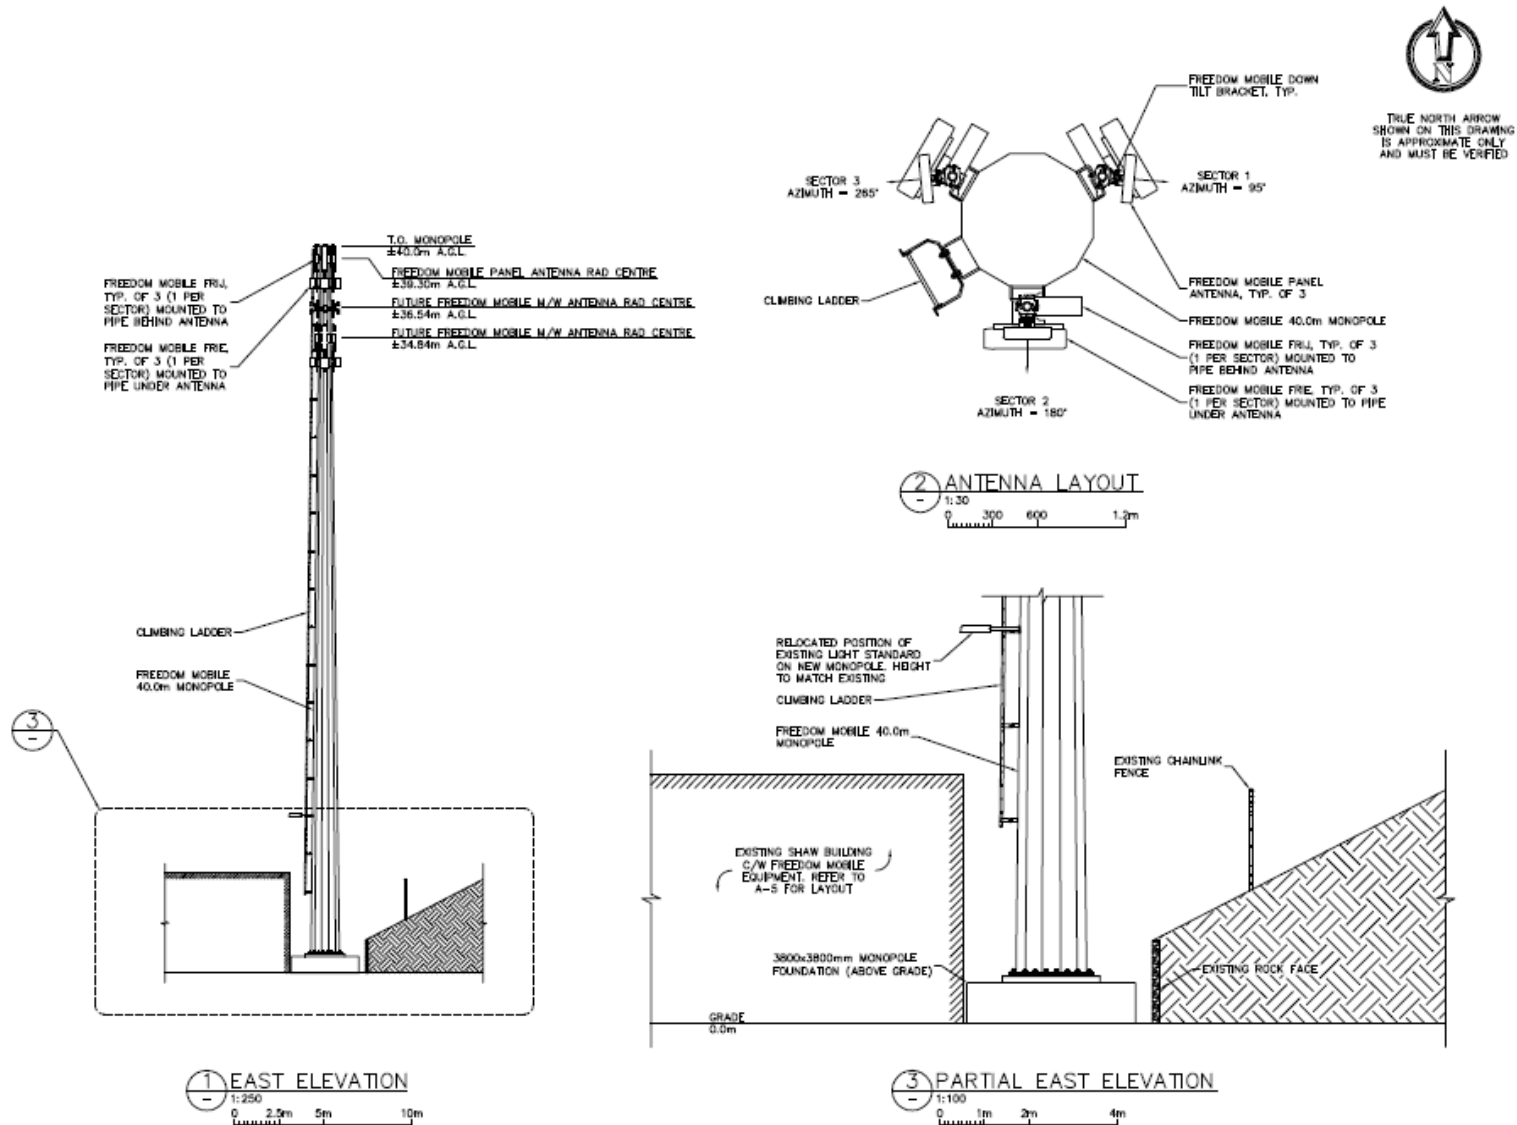 N
TRUE NORTH ARROW
SHOWN ON THIS DRAWING
IS APPROXIMATE ONLY
AND MUST BE VERIFIED
FREEDOM MOBILE DOWN
TILT BRACKET, TYP.
SECTOR 3
AZIMUTH = 265°
SECTOR 1
AZIMUTH = 95°
CLIMBING LADDER
FREEDOM MOBILE PANEL
ANTENNA, TYP. OF 3
FREEDOM MOBILE 40.0m MONOPOLE
FREEDOM MOBILE FRIJ, TYP. OF 3
(1 PER SECTOR) MOUNTED TO
PIPE BEHIND ANTENNA
FREEDOM MOBILE FRIE, TYP. OF 3
(1 PER SECTOR) MOUNTED TO PIPE
UNDER ANTENNA
SECTOR 2
AZIMUTH = 180°
2
-
ANTENNA LAYOUT
1:30
0 300 600 1.2m
T.O. MONOPOLE
±40.0m A.G.L.
FREEDOM MOBILE PANEL ANTENNA RAD CENTRE
±39.30m A.G.L.
FUTURE FREEDOM MOBILE M/W ANTENNA RAD CENTRE
±36.54m A.G.L.
FUTURE FREEDOM MOBILE M/W ANTENNA RAD CENTRE
±34.84m A.G.L.
FREEDOM MOBILE FRIJ,
TYP. OF 3 (1 PER
SECTOR) MOUNTED TO
PIPE BEHIND ANTENNA
FREEDOM MOBILE FRIE,
TYP. OF 3 (1 PER
SECTOR) MOUNTED TO
PIPE UNDER ANTENNA
CLIMBING LADDER
FREEDOM MOBILE
40.0m MONOPOLE
3
-
1
-
EAST ELEVATION
1:250
0 2.5m 5m 10m
RELOCATED POSITION OF
EXISTING LIGHT STANDARD
ON NEW MONOPOLE. HEIGHT
TO MATCH EXISTING
CLIMBING LADDER
FREEDOM MOBILE 40.0m
MONOPOLE
EXISTING CHAINLINK
FENCE
EXISTING SHAW BUILDING
C/W FREEDOM MOBILE
EQUIPMENT. REFER TO
A-5 FOR LAYOUT
3800x3800mm MONOPOLE
FOUNDATION (ABOVE GRADE)
EXISTING ROCK FACE
GRADE
0.0m
3
-
PARTIAL EAST ELEVATION
1:100
0 1m 2m 4m